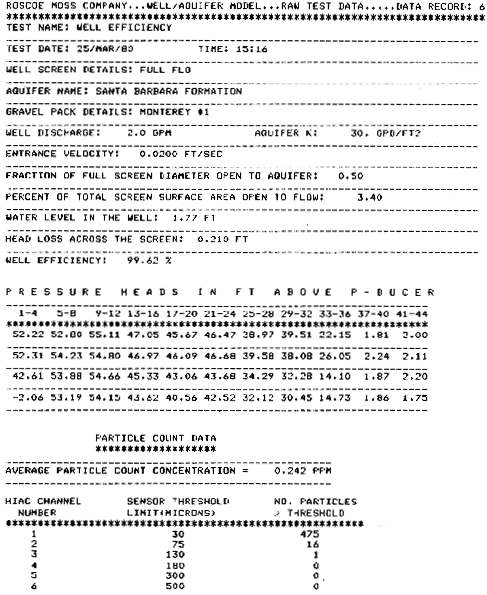 ROSCOE MOSS COMPANY...WELL/AQUIFER MODEL...RAW TEST DATA.....DATA RECORD: 6
TEST NAME: WELL EFFICIENCY
TEST DATE: 25/MAR/80 TIME: 15:16
WELL SCREEN DETAILS: FULL FLO
AQUIFER NAME: SANTA BARBARA FORMATION
GRAVEL PACK DETAILS: MONTEREY #1
WELL DISCHARGE: 2.0 GPM AQUIFER K: 30. GPD/FT2
ENTRANCE VELOCITY: 0.0200 FT/SEC
FRACTION OF FULL SCREEN DIAMETER OPEN TO AQUIFER: 0.50
PERCENT OF TOTAL SCREEN SURFACE AREA OPEN TO FLOW: 3.40
WATER LEVEL IN THE WELL: 1.77 FT
HEAD LOSS ACROSS THE SCREEN: 0.210 FT
WELL EFFICIENCY: 99.62 %
PRESSURE HEADS IN FT ABOVE P-DUCER
1-4 5-8 9-12 13-16 17-20 21-24 25-28 29-32 33-36 37-40 41-44
52.22 52.80 55.11 47.05 45.67 46.47 38.97 39.51 22.15 1.81 2.00
52.31 54.23 54.80 46.97 46.09 46.68 39.58 38.08 26.05 2.24 2.11
42.61 53.88 54.66 45.33 43.06 43.68 34.29 32.28 14.10 1.87 2.20
-2.06 53.19 54.15 43.62 40.56 42.52 32.12 30.45 14.73 1.86 1.75
PARTICLE COUNT DATA
AVERAGE PARTICLE COUNT CONCENTRATION = 0.242 PPM
HIAC CHANNEL SENSOR THRESHOLD NO. PARTICLES
NUMBER LIMIT(MICRONS) > THRESHOLD
1 30 475
2 75 16
3 130 1
4 180 0
5 300 0
6 500 0